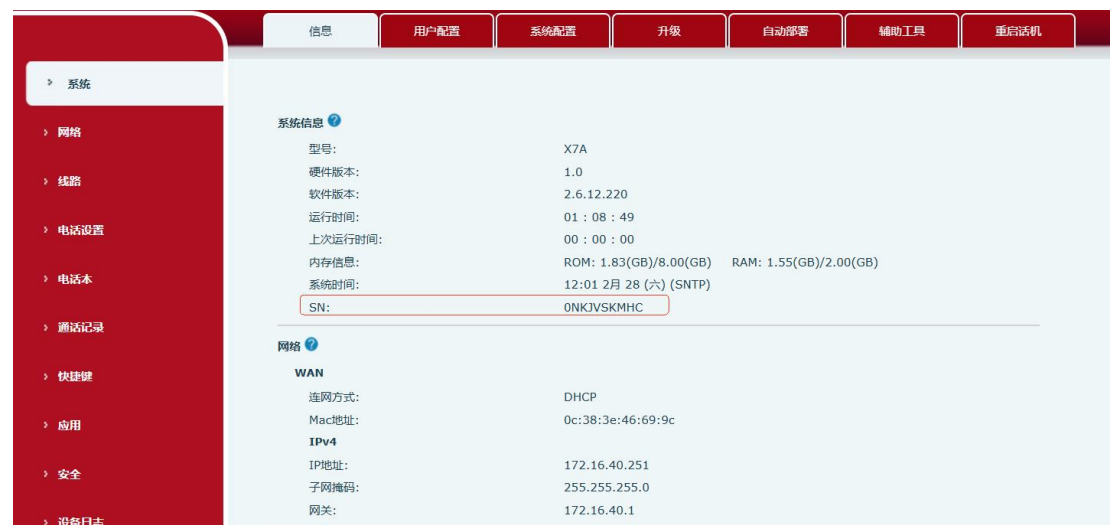 信息 用户配置 系统配置 升级 自动部署 辅助工具 重启话机
系统
网络
线路
电话设置
电话本
通话记录
快捷键
应用
安全
设备日志
系统信息
型号: X7A
硬件版本: 1.0
软件版本: 2.6.12.220
运行时间: 01 : 08 : 49
上次运行时间: 00 : 00 : 00
内存信息: ROM: 1.83(GB)/8.00(GB) RAM: 1.55(GB)/2.00(GB)
系统时间: 12:01 2月 28 (六) (SNTP)
SN: 0NKJVSKMHC
网络
WAN
连网方式: DHCP
Mac地址: 0c:38:3e:46:69:9c
IPv4
IP地址: 172.16.40.251
子网掩码: 255.255.255.0
网关: 172.16.40.1